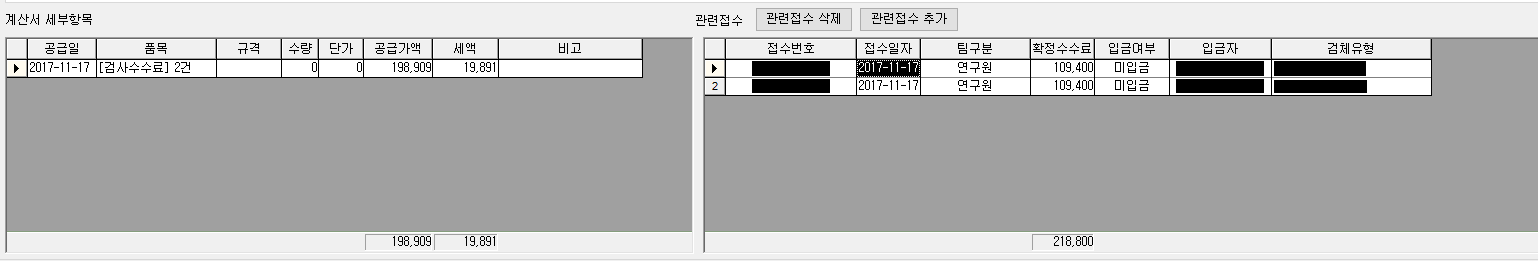 계산서 세부항목
공급일 품목 규격 수량 단가 공급가액 세액 비고
2017-11-17 [검사수수료] 2건 0 0 198,909 19,891
198,909 19,891
관련접수 관련접수 삭제 관련접수 추가
접수번호 접수일자 팀구분 확정수수료 입금여부 입금자 검체유형
2017-11-17 연구원 109,400 미입금
2 2017-11-17 연구원 109,400 미입금
218,800